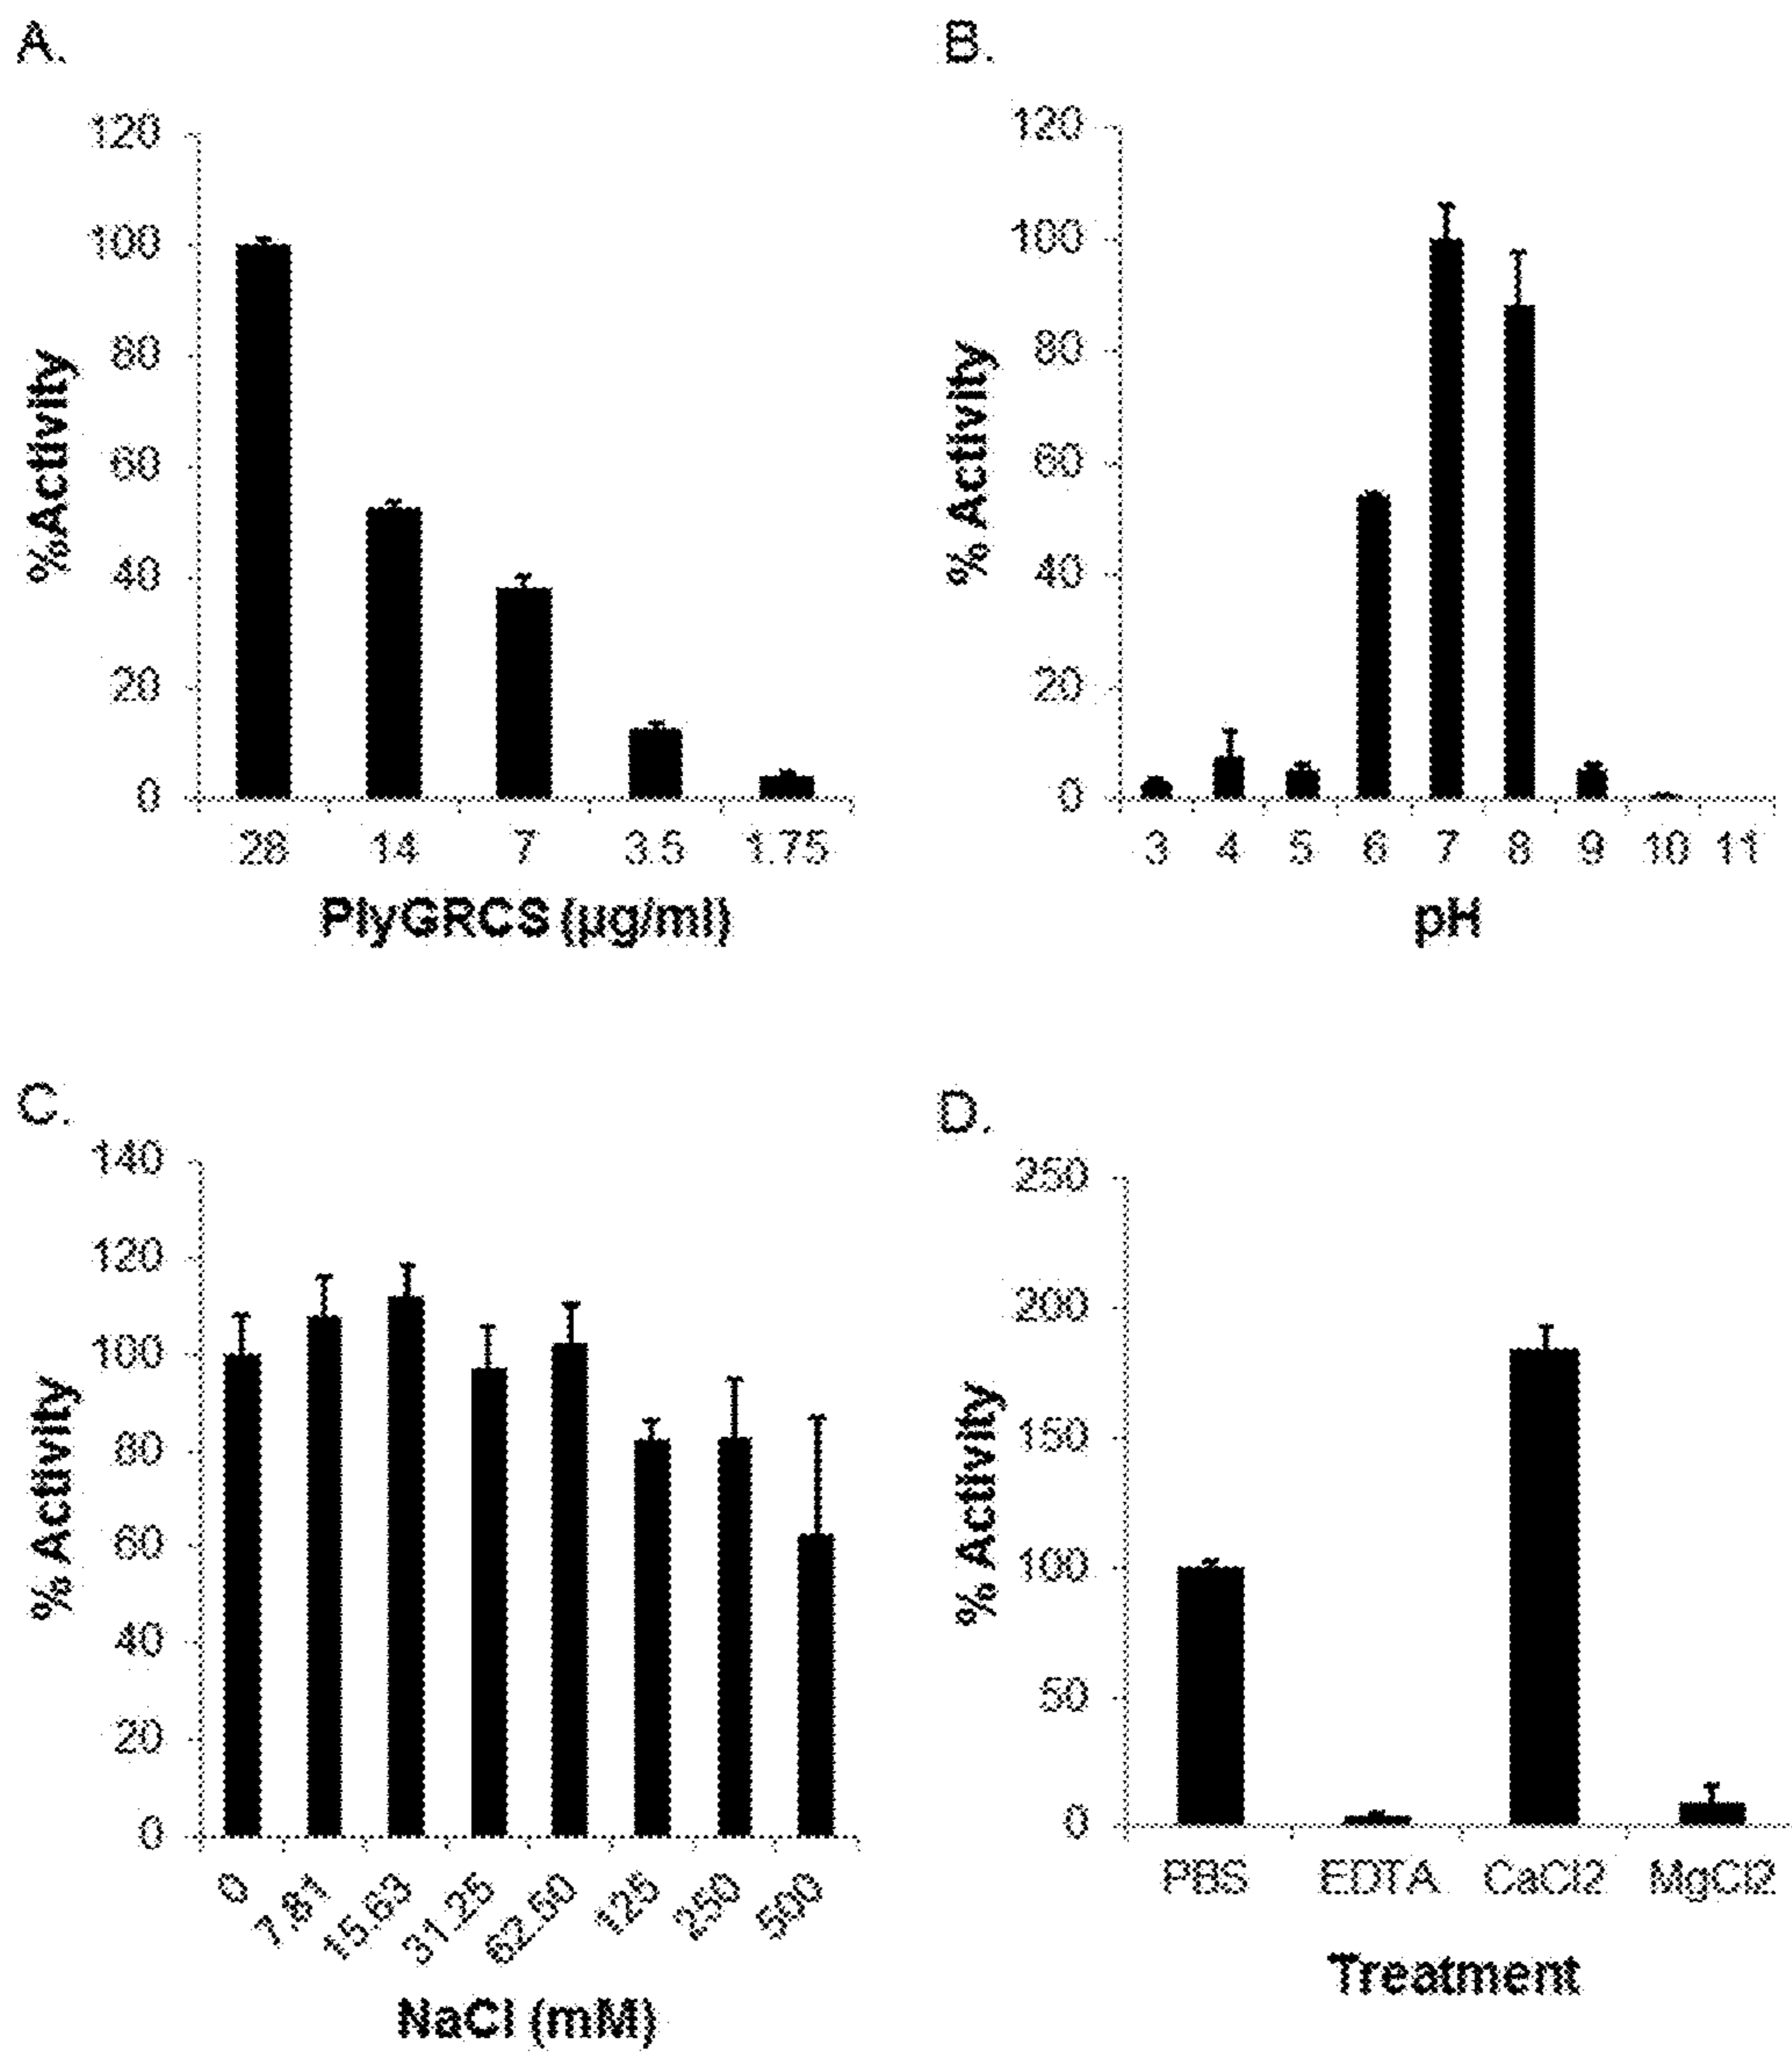 A.
120
100
80
60
40
20
0
%Activity
28 14 7 3.5 1.75
PlyGRCS (µg/ml)
B.
120
100
80
60
40
20
0
% Activity
3 4 5 6 7 8 9 10 11
pH
C.
140
120
100
80
60
40
20
0
% Activity
0 7.81 15.63 31.25 62.50 125 250 500
NaCl (mM)
D.
250
200
150
100
50
0
% Activity
PBS EDTA CaCl2 MgCl2
Treatment